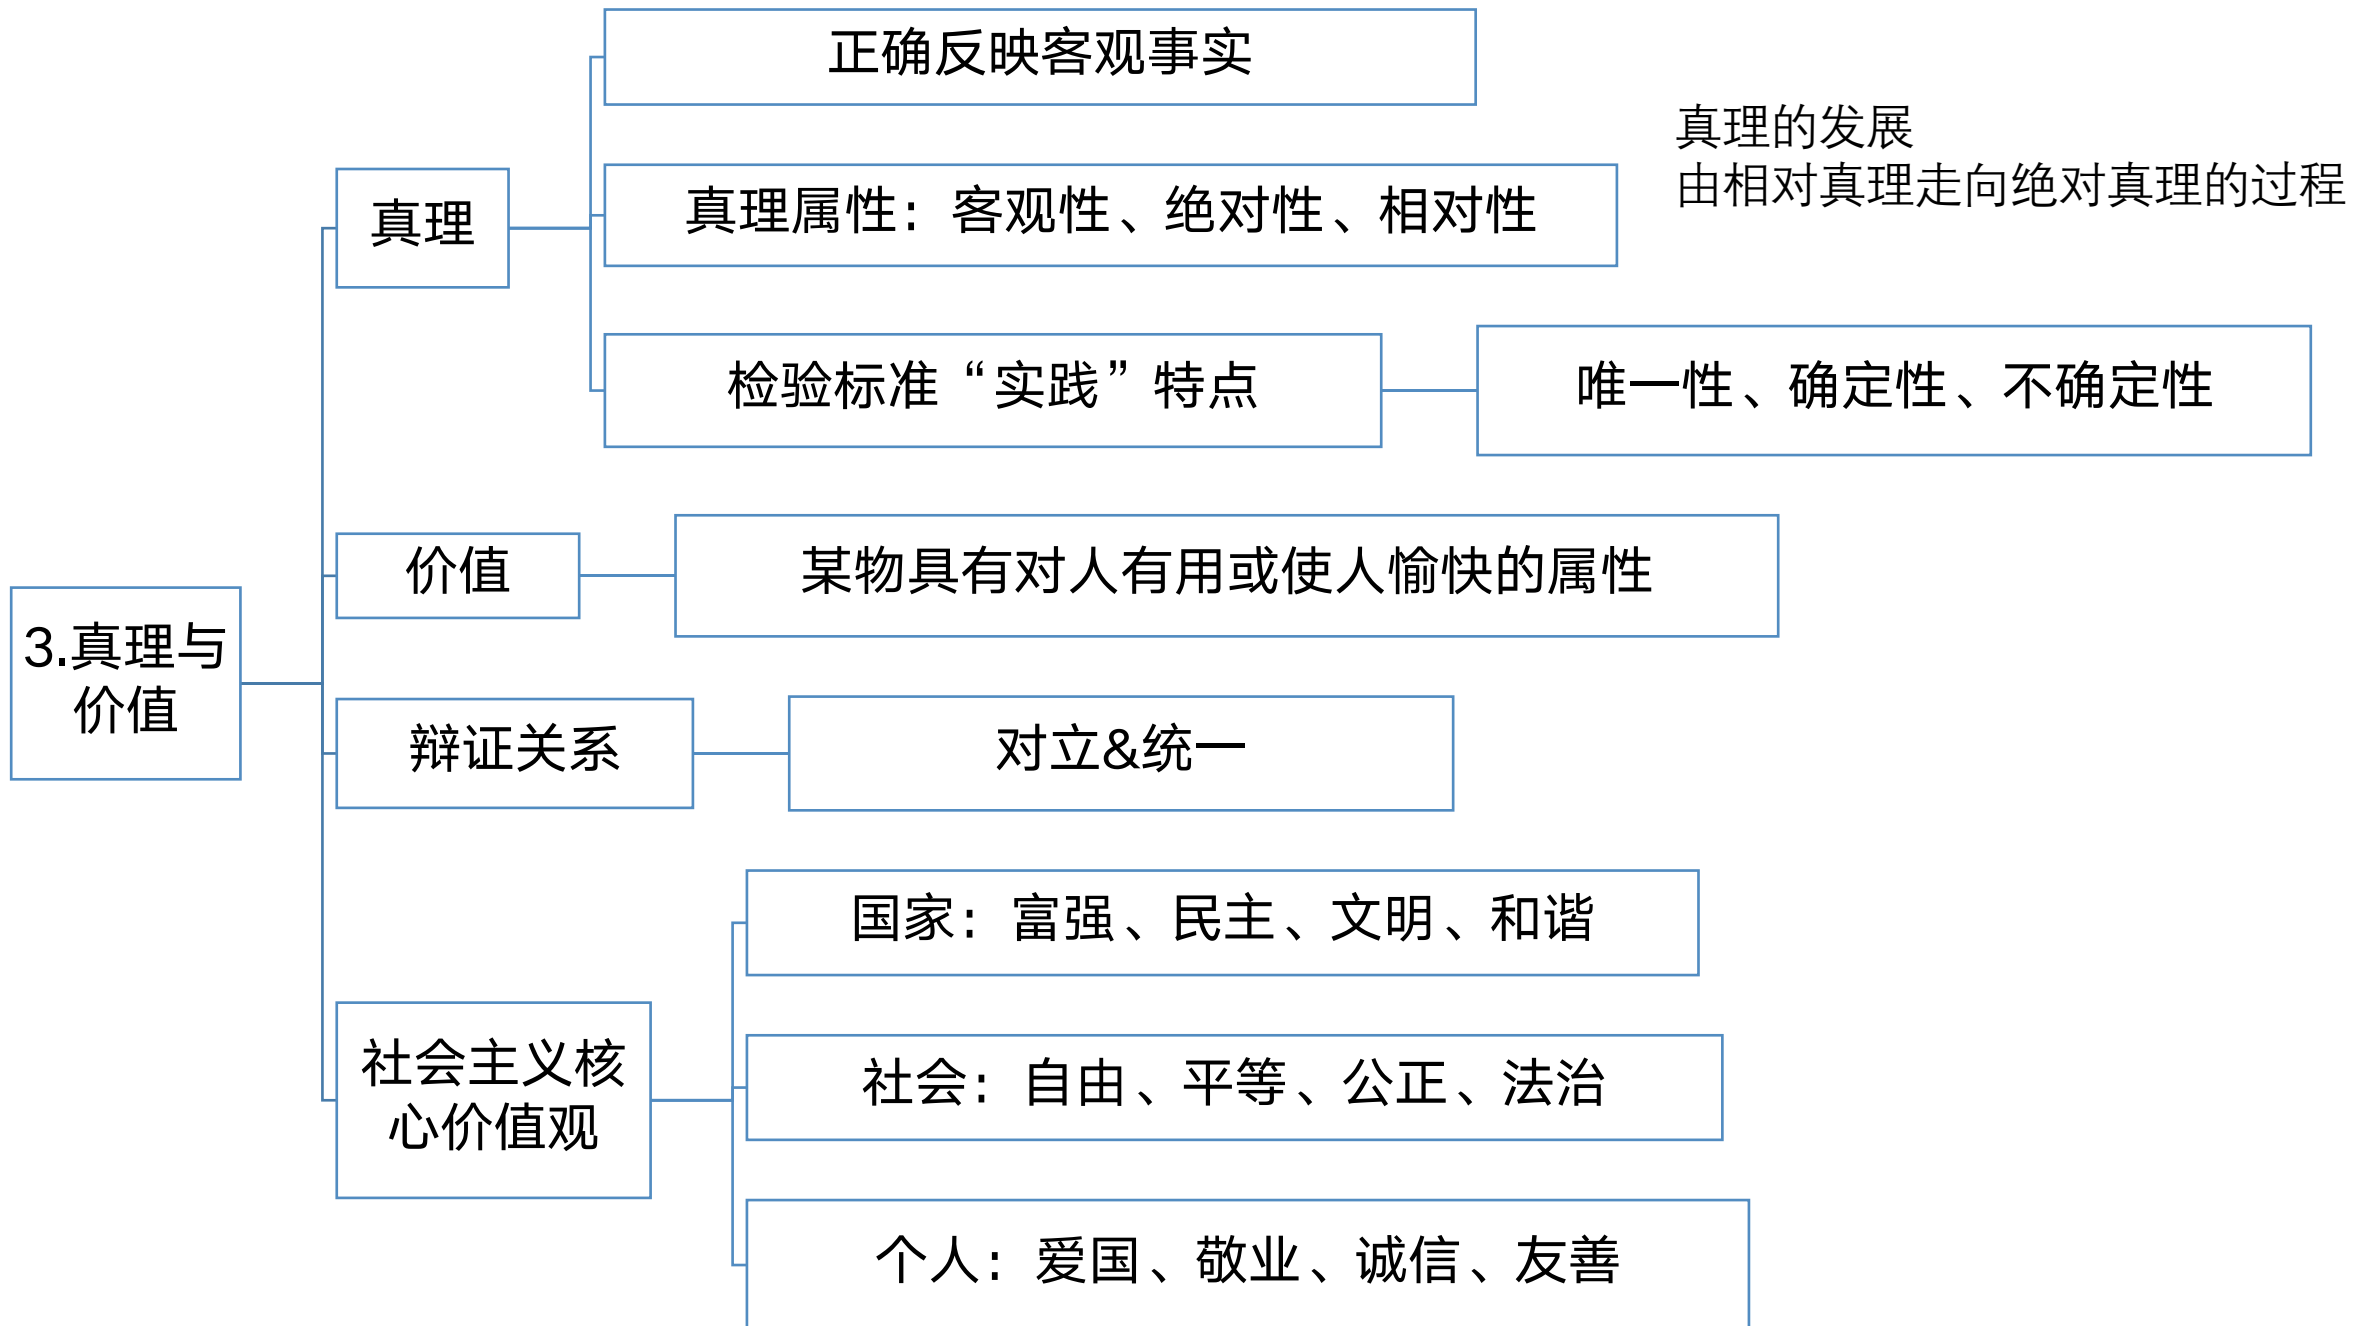 正确反映客观事实
真理的发展
由相对真理走向绝对真理的过程
真理
真理属性：客观性、绝对性、相对性
检验标准“实践”特点
唯一性、确定性、不确定性
价值
某物具有对人有用或使人愉快的属性
3.真理与
价值
辩证关系
对立&统一
国家：富强、民主、文明、和谐
社会主义核
心价值观
社会：自由、平等、公正、法治
个人：爱国、敬业、诚信、友善